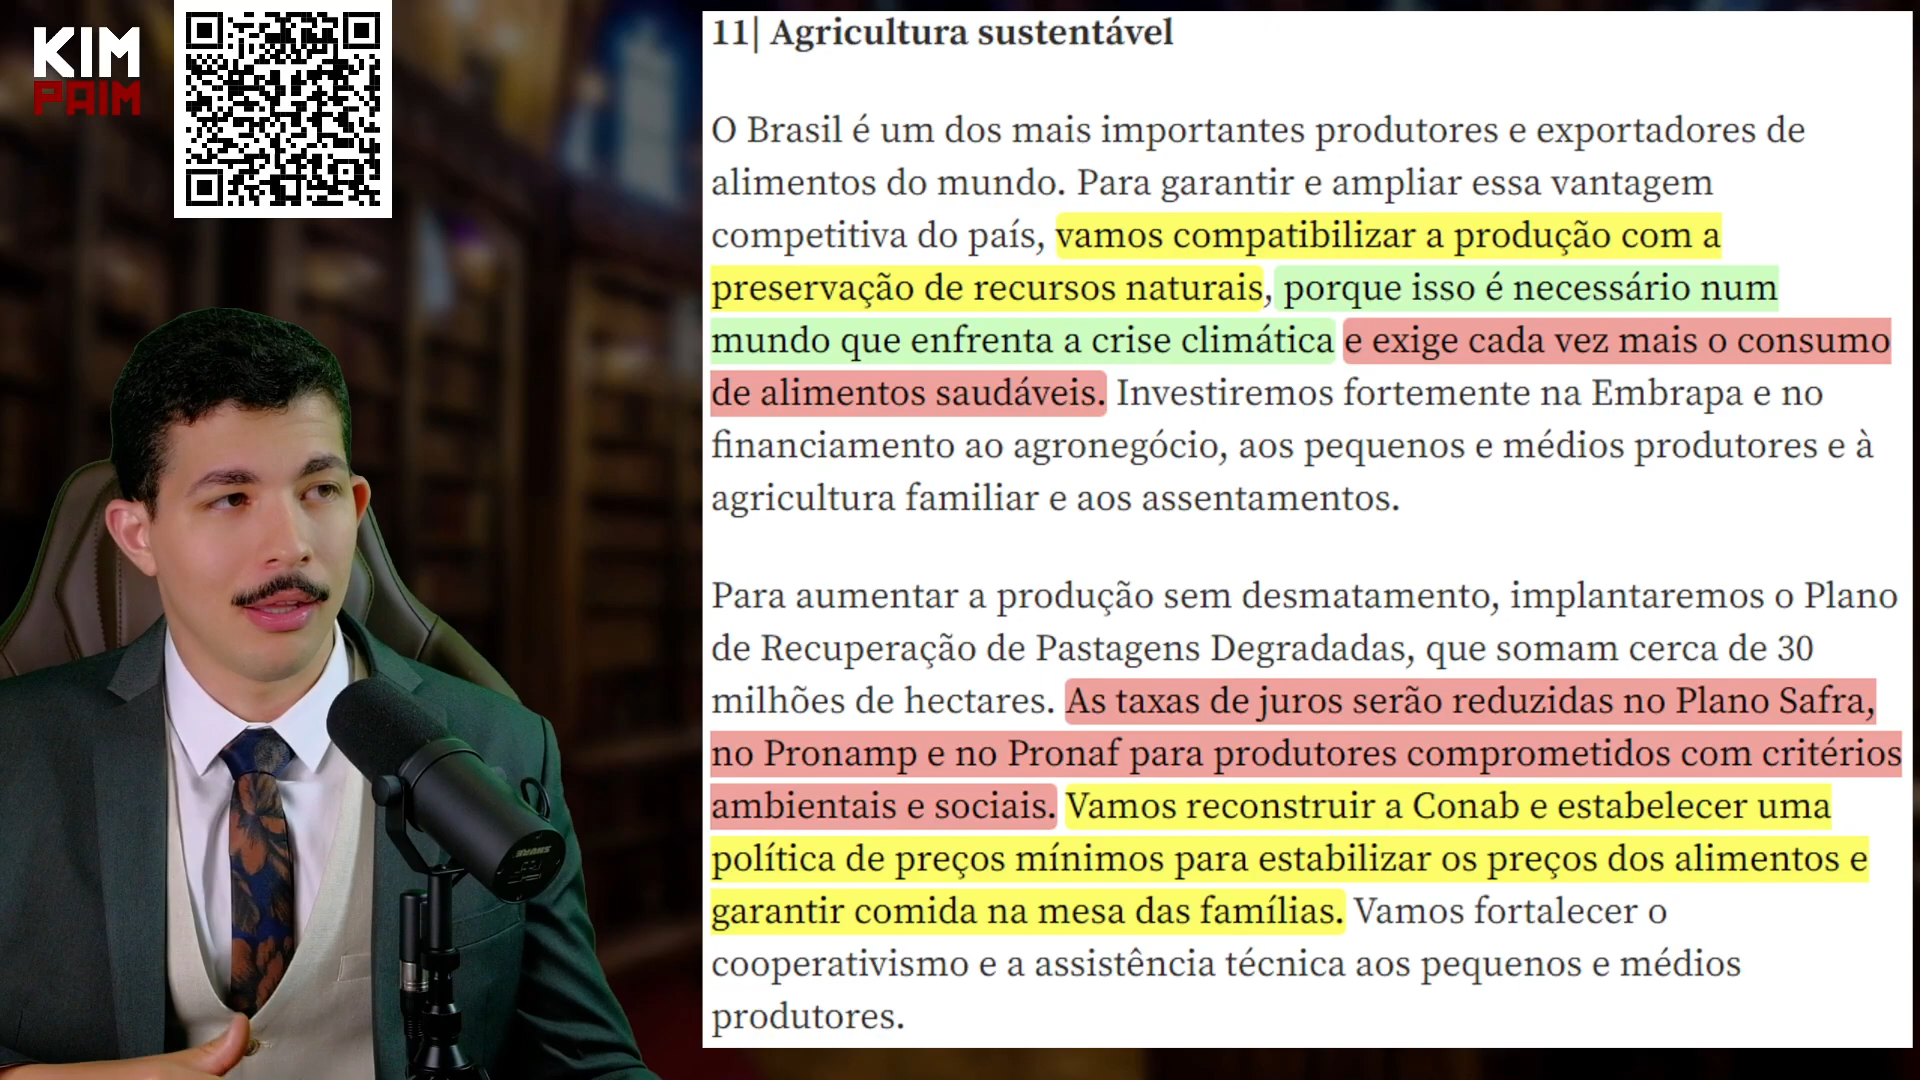 KIM
PAIM
11| Agricultura sustentável
O Brasil é um dos mais importantes produtores e exportadores de
alimentos do mundo. Para garantir e ampliar essa vantagem
competitiva do país, vamos compatibilizar a produção com a
preservação de recursos naturais, porque isso é necessário num
mundo que enfrenta a crise climática e exige cada vez mais o consumo
de alimentos saudáveis. Investiremos fortemente na Embrapa e no
financiamento ao agronegócio, aos pequenos e médios produtores e à
agricultura familiar e aos assentamentos.
Para aumentar a produção sem desmatamento, implantaremos o Plano
de Recuperação de Pastagens Degradadas, que somam cerca de 30
milhões de hectares. As taxas de juros serão reduzidas no Plano Safra,
no Pronamp e no Pronaf para produtores comprometidos com critérios
ambientais e sociais. Vamos reconstruir a Conab e estabelecer uma
política de preços mínimos para estabilizar os preços dos alimentos e
garantir comida na mesa das famílias. Vamos fortalecer o
cooperativismo e a assistência técnica aos pequenos e médios
produtores.
SHURE